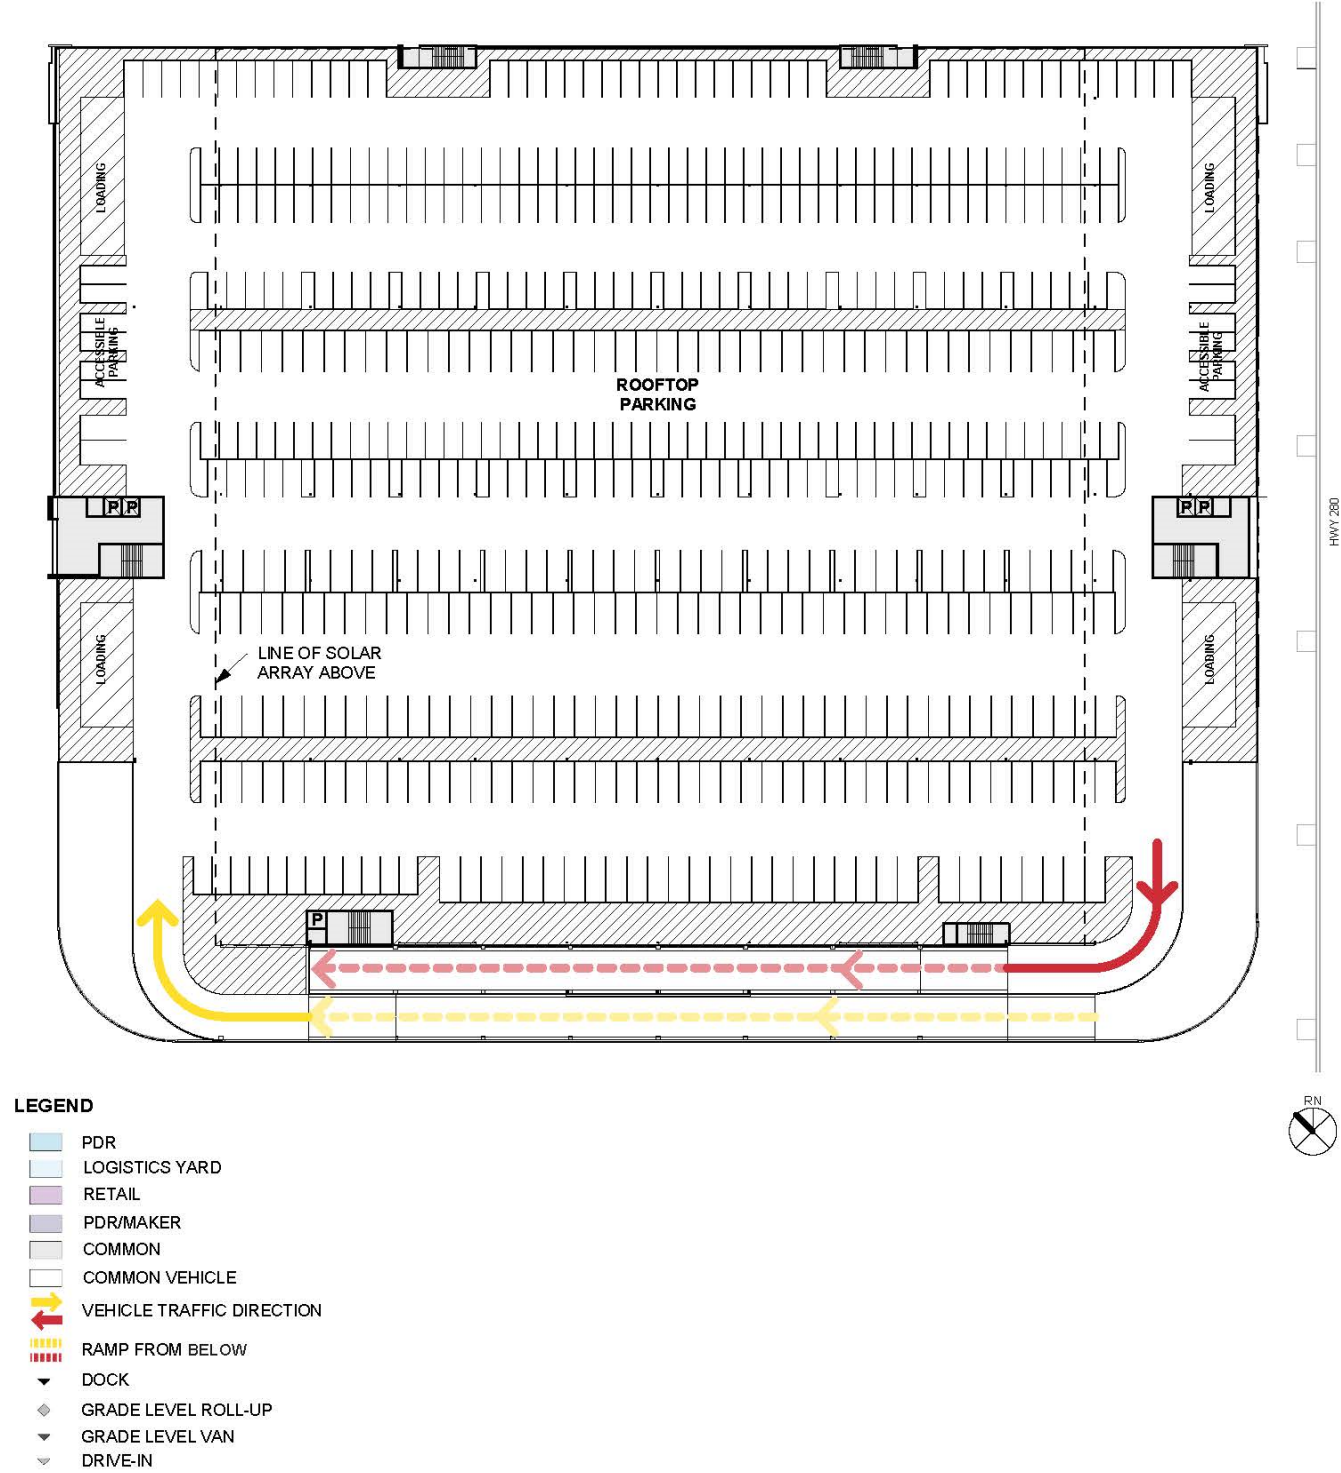 LOADING
LOADING
ACCESSIBLE
PARKING
ACCESSIBLE
PARKING
ROOFTOP
PARKING
P P
P P
HWY 280
LOADING
LOADING
LINE OF SOLAR
ARRAY ABOVE
P
LEGEND
RN
PDR
LOGISTICS YARD
RETAIL
PDR/MAKER
COMMON
COMMON VEHICLE
VEHICLE TRAFFIC DIRECTION
RAMP FROM BELOW
DOCK
GRADE LEVEL ROLL-UP
GRADE LEVEL VAN
DRIVE-IN